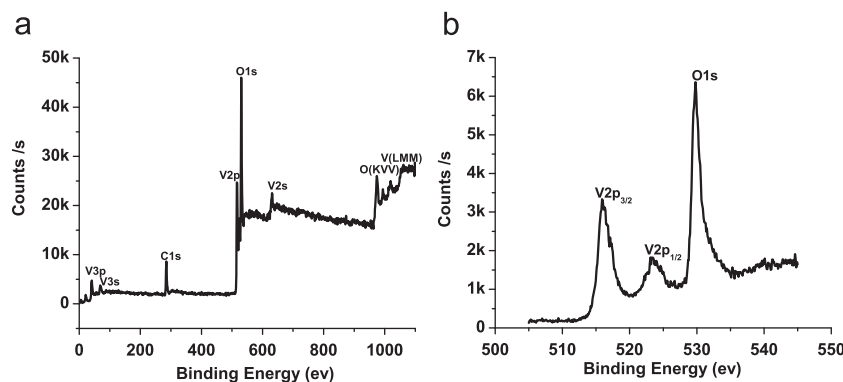 a
50k
40k
30k
20k
10k
0
Counts /s
O1s
V2p
V2s
V(LMM)
O(KVV)
C1s
V3p
V3s
0 200 400 600 800 1000
Binding Energy (ev)
b
7k
6k
5k
4k
3k
2k
1k
0
Counts /s
O1s
V2p3/2
V2p1/2
500 510 520 530 540 550
Binding Energy (ev)